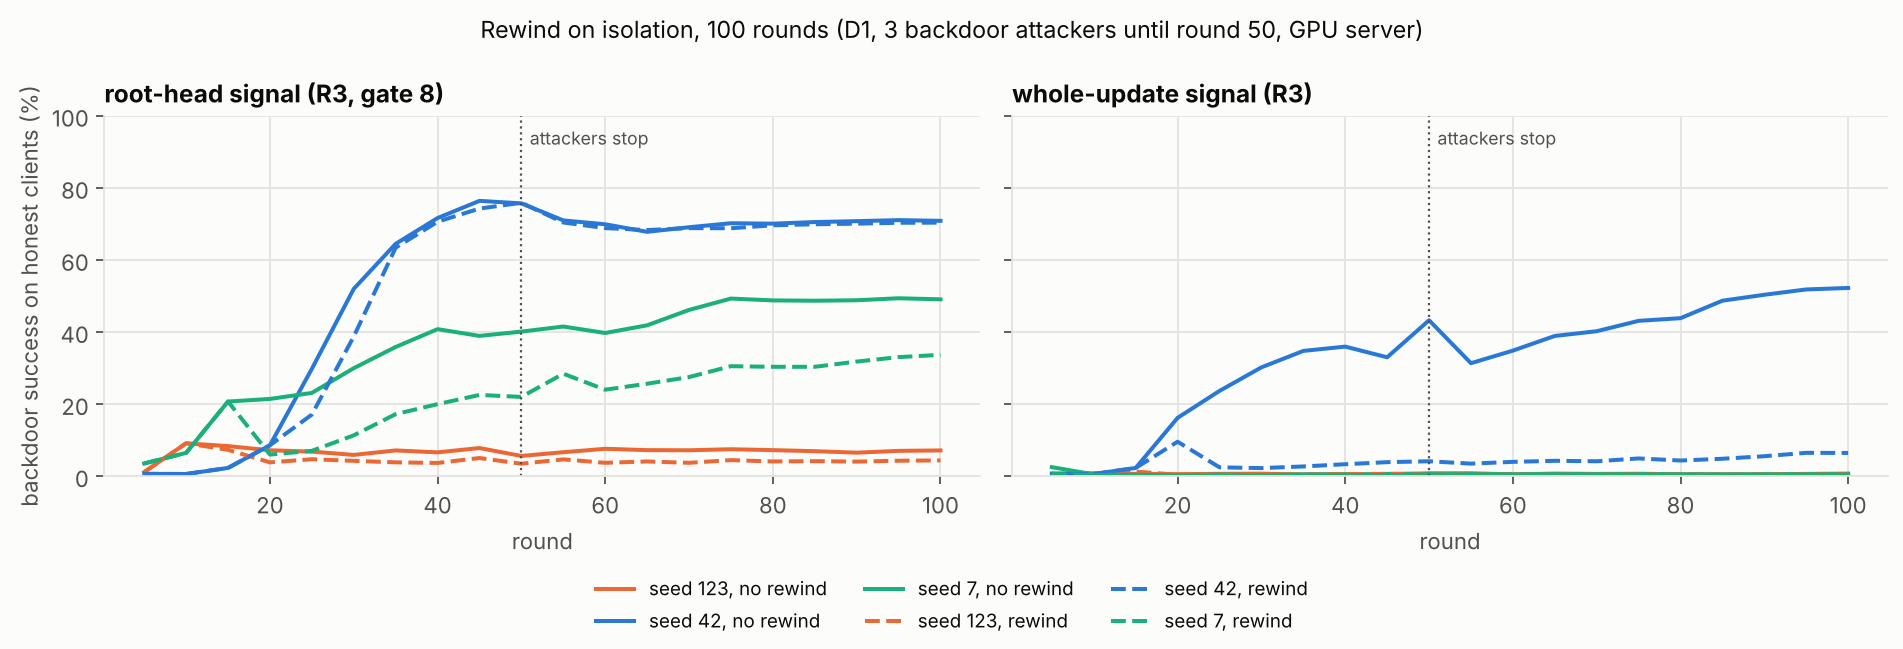 Rewind on isolation, 100 rounds (D1, 3 backdoor attackers until round 50, GPU server)
root-head signal (R3, gate 8)
whole-update signal (R3)
backdoor success on honest clients (%)
100
80
60
40
20
0
attackers stop
attackers stop
20 40 60 80 100
20 40 60 80 100
round
round
seed 123, no rewind
seed 7, no rewind
seed 42, rewind
seed 42, no rewind
seed 123, rewind
seed 7, rewind